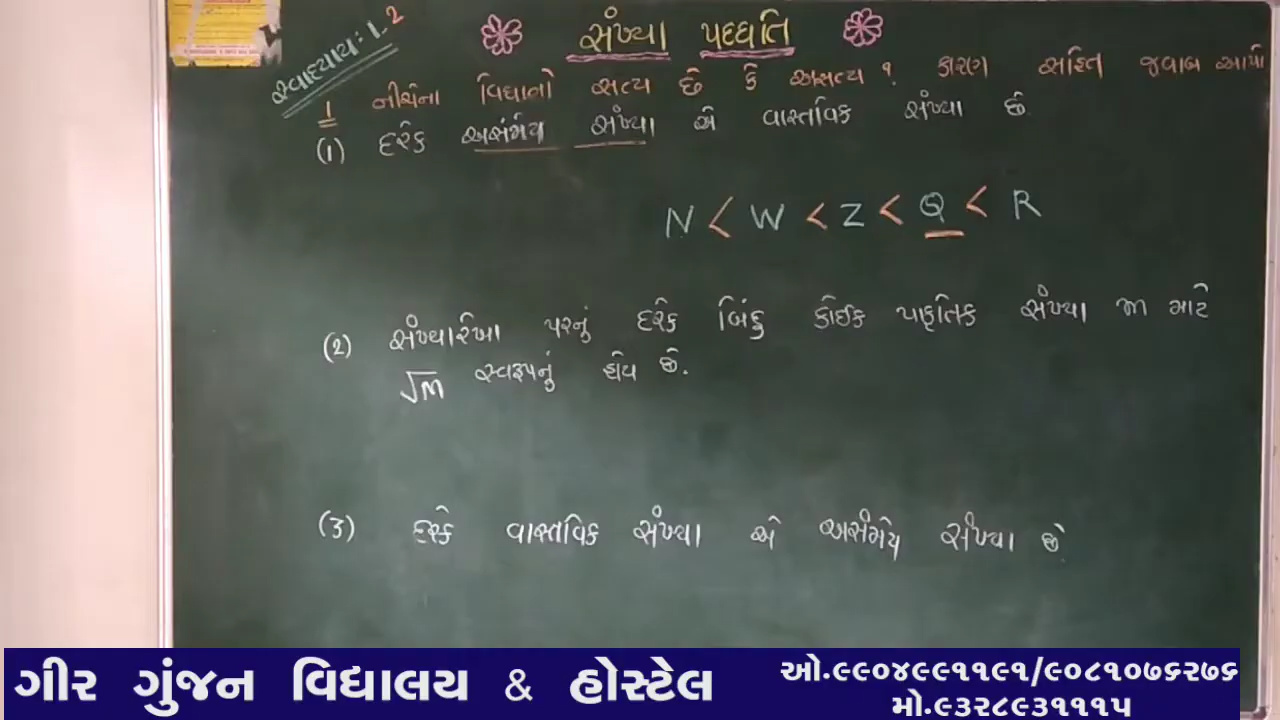 સંખ્યા પદ્ધતિ
સ્વાધ્યાય : 1.2
1 નીચેના વિધાનો સત્ય છે કે અસત્ય ? કારણ સહિત જવાબ આપો
(1) દરેક અસંમેય સંખ્યા એ વાસ્તવિક સંખ્યા છે
N < W < Z < Q < R
(2) સંખ્યારેખા પરનું દરેક બિંદુ કોઈક પાકૃતિક સંખ્યા m માટે
√m સ્વરૂપનું હોય છે.
(3) દરેક વાસ્તવિક સંખ્યા એ અસંમેય સંખ્યા છે
ગીર ગુંજન વિદ્યાલય & હોસ્ટેલ
ઓ.૯૯૦૪૯૯૧૧૯૧/૯૦૮૧૦૭૬૨૭૬
મો.૯૩૨૮૯૩૧૧૧૫